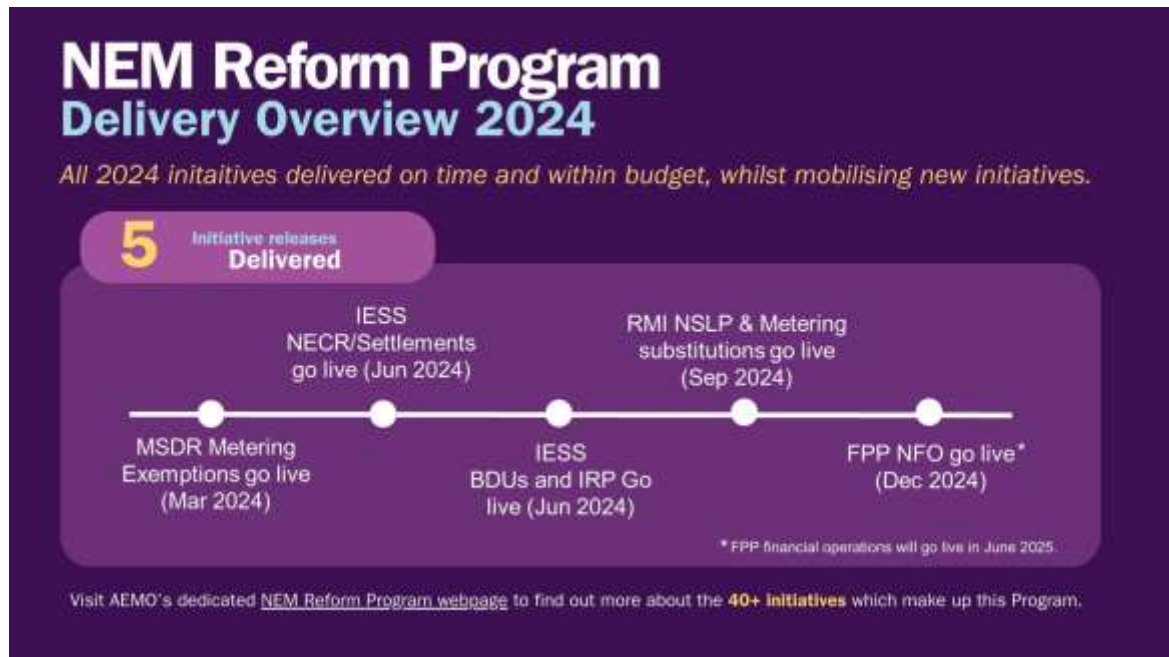 NEM Reform Program
Delivery Overview 2024
All 2024 initaitives delivered on time and within budget, whilst mobilising new initiatives.
5
Initiative releases
Delivered
MSDR Metering
Exemptions go live
(Mar 2024)
IESS
NECR/Settlements
go live (Jun 2024)
IESS
BDUs and IRP Go
live (Jun 2024)
RMI NSLP & Metering
substitutions go live
(Sep 2024)
FPP NFO go live*
(Dec 2024)
* FPP financial operations will go live in June 2025.
Visit AEMO's dedicated NEM Reform Program webpage to find out more about the 40+ initiatives which make up this Program.